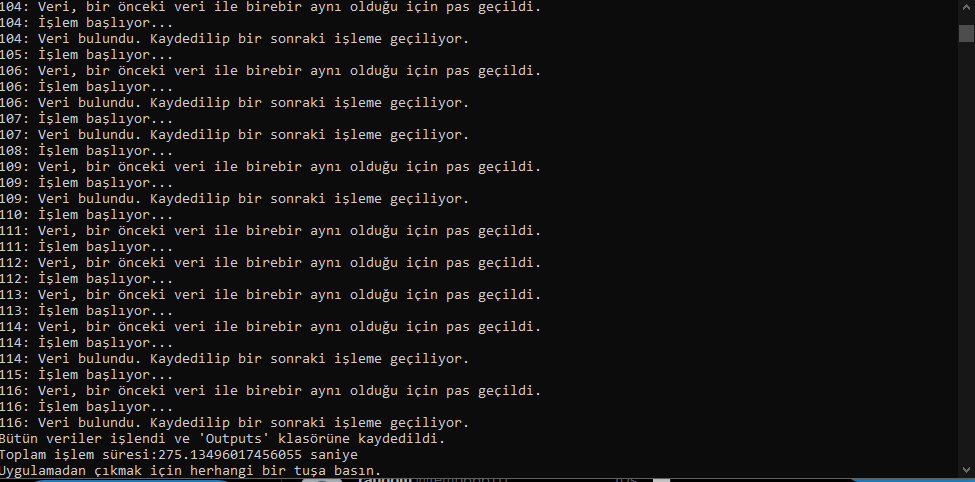 104: Veri, bir önceki veri ile birebir aynı olduğu için pas geçildi.
104: İşlem başlıyor...
104: Veri bulundu. Kaydedilip bir sonraki işleme geçiliyor.
105: İşlem başlıyor...
106: Veri, bir önceki veri ile birebir aynı olduğu için pas geçildi.
106: İşlem başlıyor...
106: Veri bulundu. Kaydedilip bir sonraki işleme geçiliyor.
107: İşlem başlıyor...
107: Veri bulundu. Kaydedilip bir sonraki işleme geçiliyor.
108: İşlem başlıyor...
109: Veri, bir önceki veri ile birebir aynı olduğu için pas geçildi.
109: İşlem başlıyor...
109: Veri bulundu. Kaydedilip bir sonraki işleme geçiliyor.
110: İşlem başlıyor...
111: Veri, bir önceki veri ile birebir aynı olduğu için pas geçildi.
111: İşlem başlıyor...
112: Veri, bir önceki veri ile birebir aynı olduğu için pas geçildi.
112: İşlem başlıyor...
113: Veri, bir önceki veri ile birebir aynı olduğu için pas geçildi.
113: İşlem başlıyor...
114: Veri, bir önceki veri ile birebir aynı olduğu için pas geçildi.
114: İşlem başlıyor...
114: Veri bulundu. Kaydedilip bir sonraki işleme geçiliyor.
115: İşlem başlıyor...
116: Veri, bir önceki veri ile birebir aynı olduğu için pas geçildi.
116: İşlem başlıyor...
116: Veri bulundu. Kaydedilip bir sonraki işleme geçiliyor.
Bütün veriler işlendi ve 'Outputs' klasörüne kaydedildi.
Toplam işlem süresi:275.13496017456055 saniye
Uygulamadan çıkmak için herhangi bir tuşa basın.